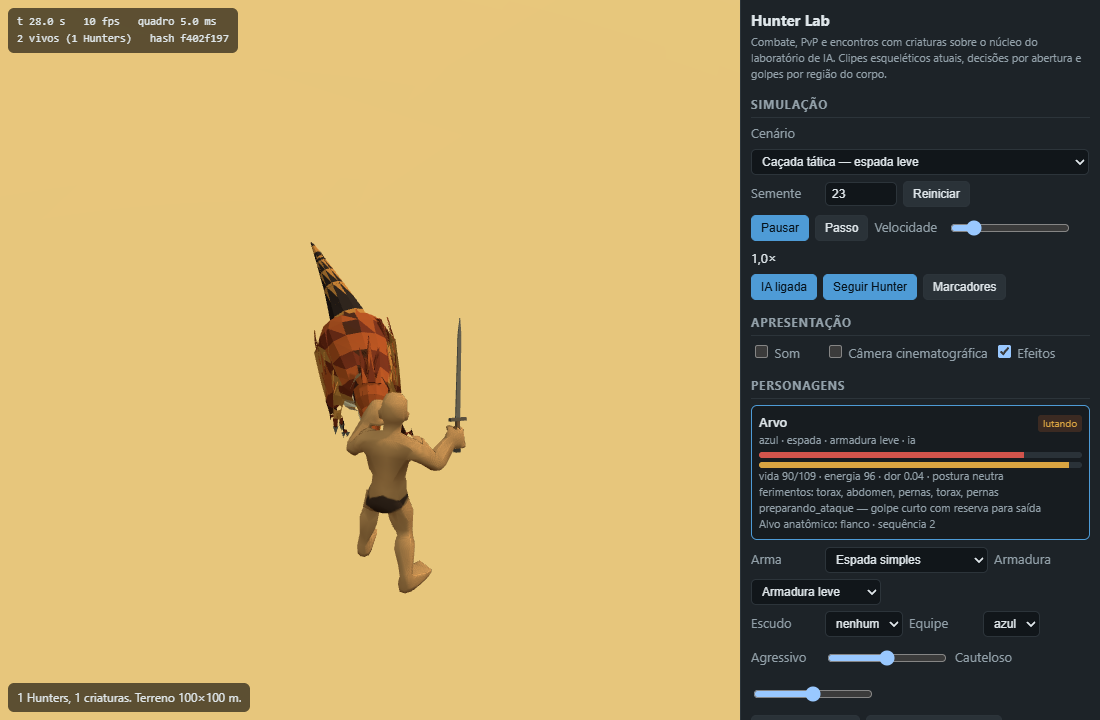 t 28.0 s   10 fps   quadro 5.0 ms
2 vivos (1 Hunters)   hash f402f197
1 Hunters, 1 criaturas. Terreno 100×100 m.
Hunter Lab
Combate, PvP e encontros com criaturas sobre o núcleo do
laboratório de IA. Clipes esqueléticos atuais, decisões por abertura e
golpes por região do corpo.
SIMULAÇÃO
Cenário
Caçada tática — espada leve
Semente 23 Reiniciar
Pausar Passo Velocidade
1,0×
IA ligada Seguir Hunter Marcadores
APRESENTAÇÃO
Som Câmera cinematográfica Efeitos
PERSONAGENS
Arvo lutando
azul · espada · armadura leve · ia
vida 90/109 · energia 96 · dor 0.04 · postura neutra
ferimentos: torax, abdomen, pernas, torax, pernas
preparando_ataque — golpe curto com reserva para saída
Alvo anatômico: flanco · sequência 2
Arma Espada simples Armadura
Armadura leve
Escudo nenhum Equipe azul
Agressivo Cauteloso